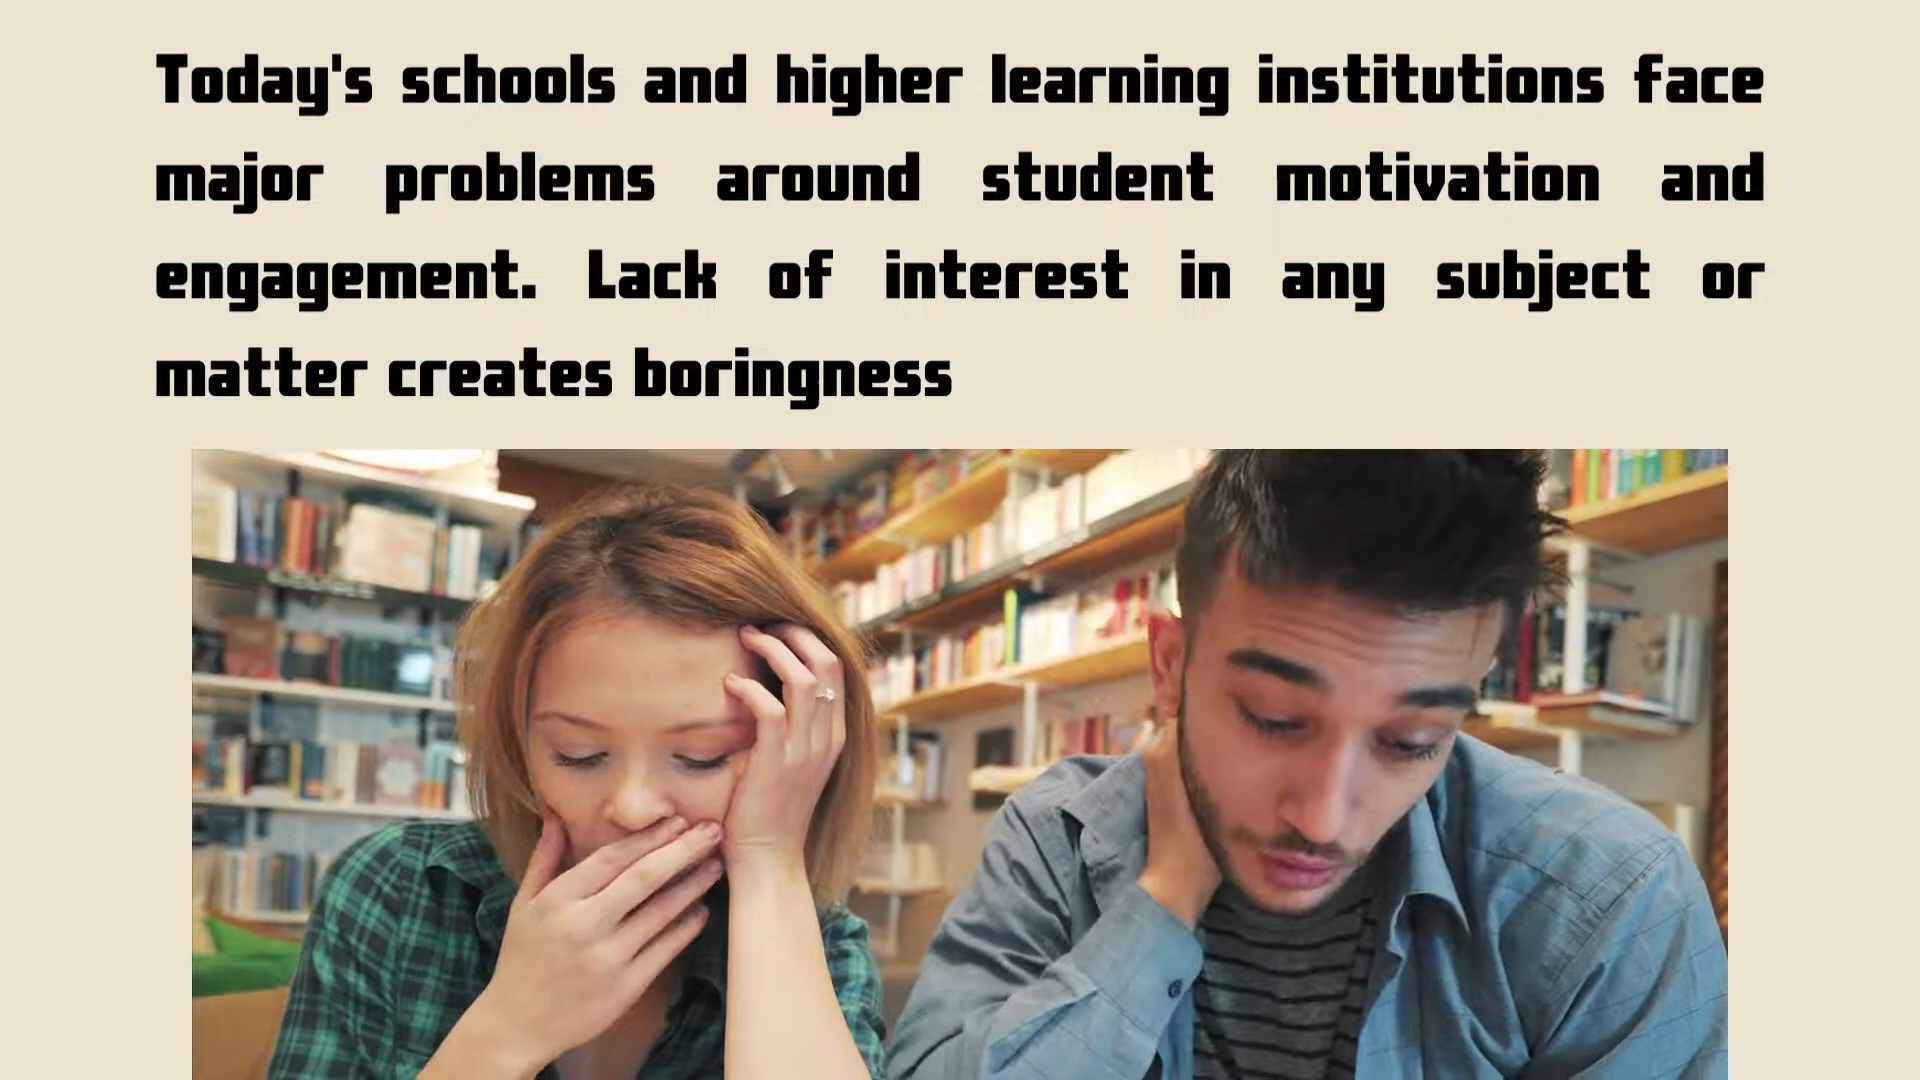 Today's schools and higher learning institutions face
major problems around student motivation and
engagement. Lack of interest in any subject or
matter creates boringness